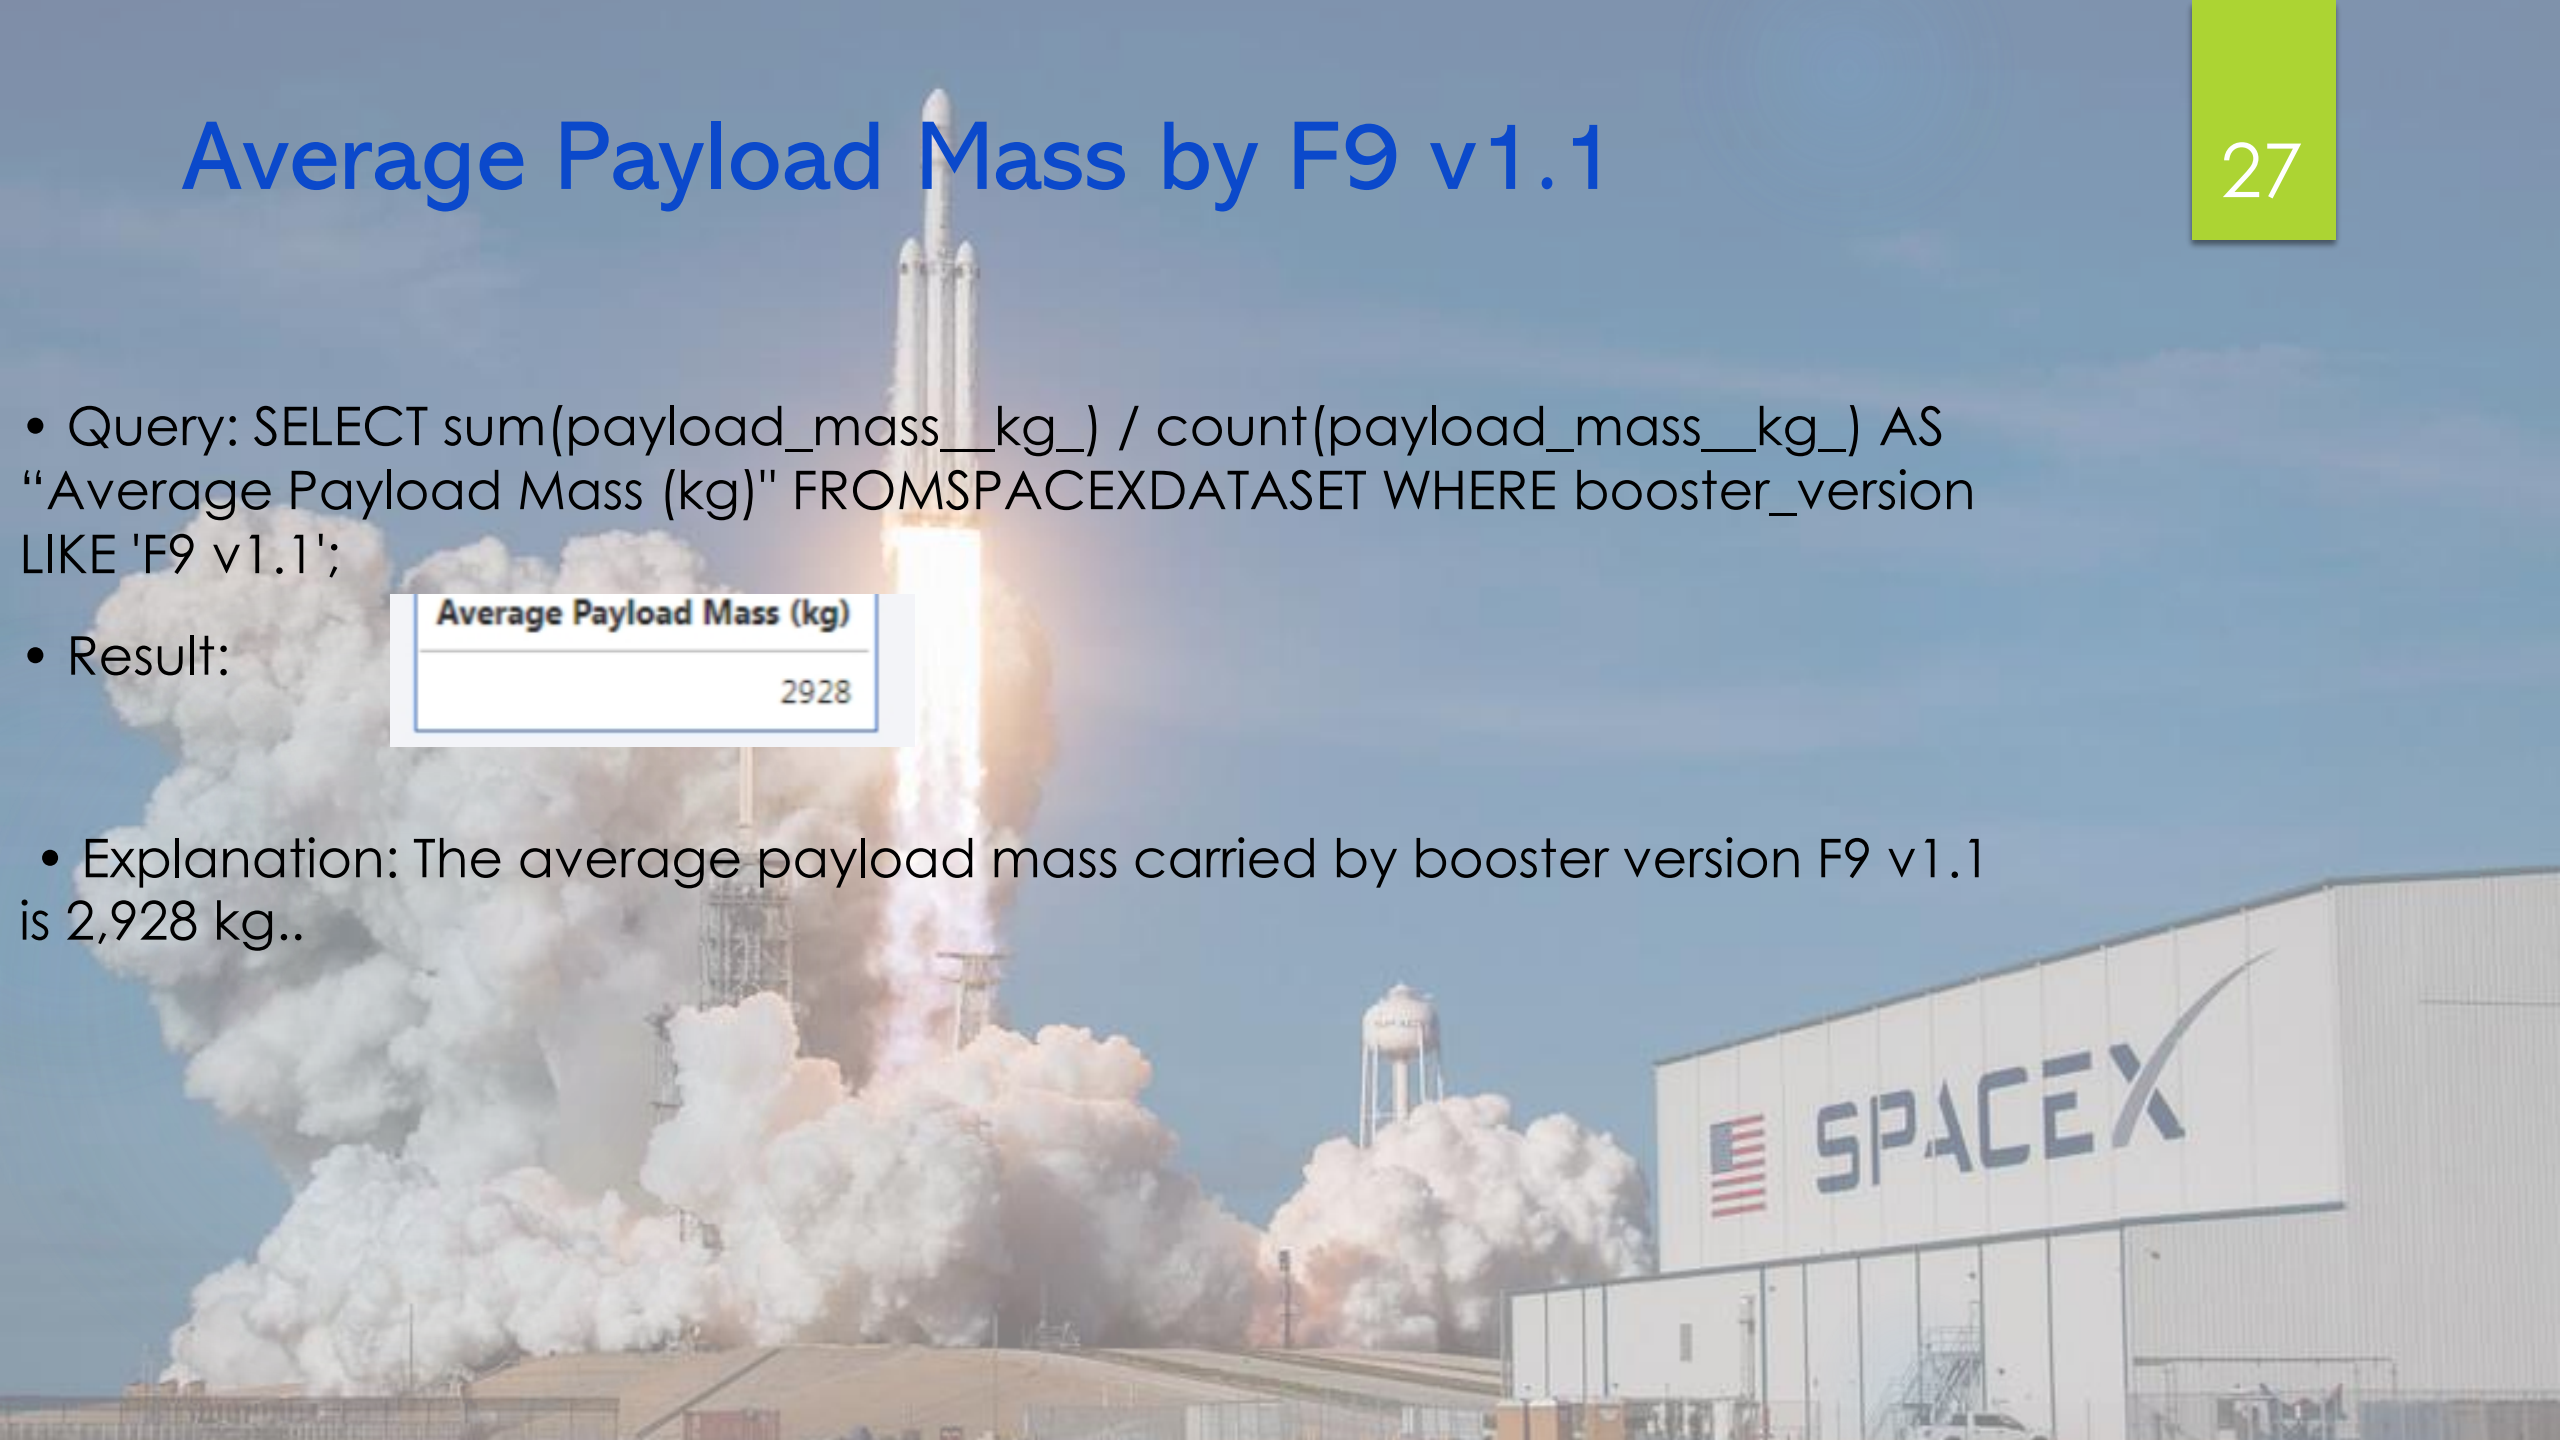 Average Payload Mass by F9 v1.1
27
• Query: SELECT sum(payload_mass__kg_) / count(payload_mass__kg_) AS
“Average Payload Mass (kg)" FROMSPACEXDATASET WHERE booster_version
LIKE 'F9 v1.1';
• Result:
Average Payload Mass (kg)
2928
• Explanation: The average payload mass carried by booster version F9 v1.1
is 2,928 kg..
SPACEX